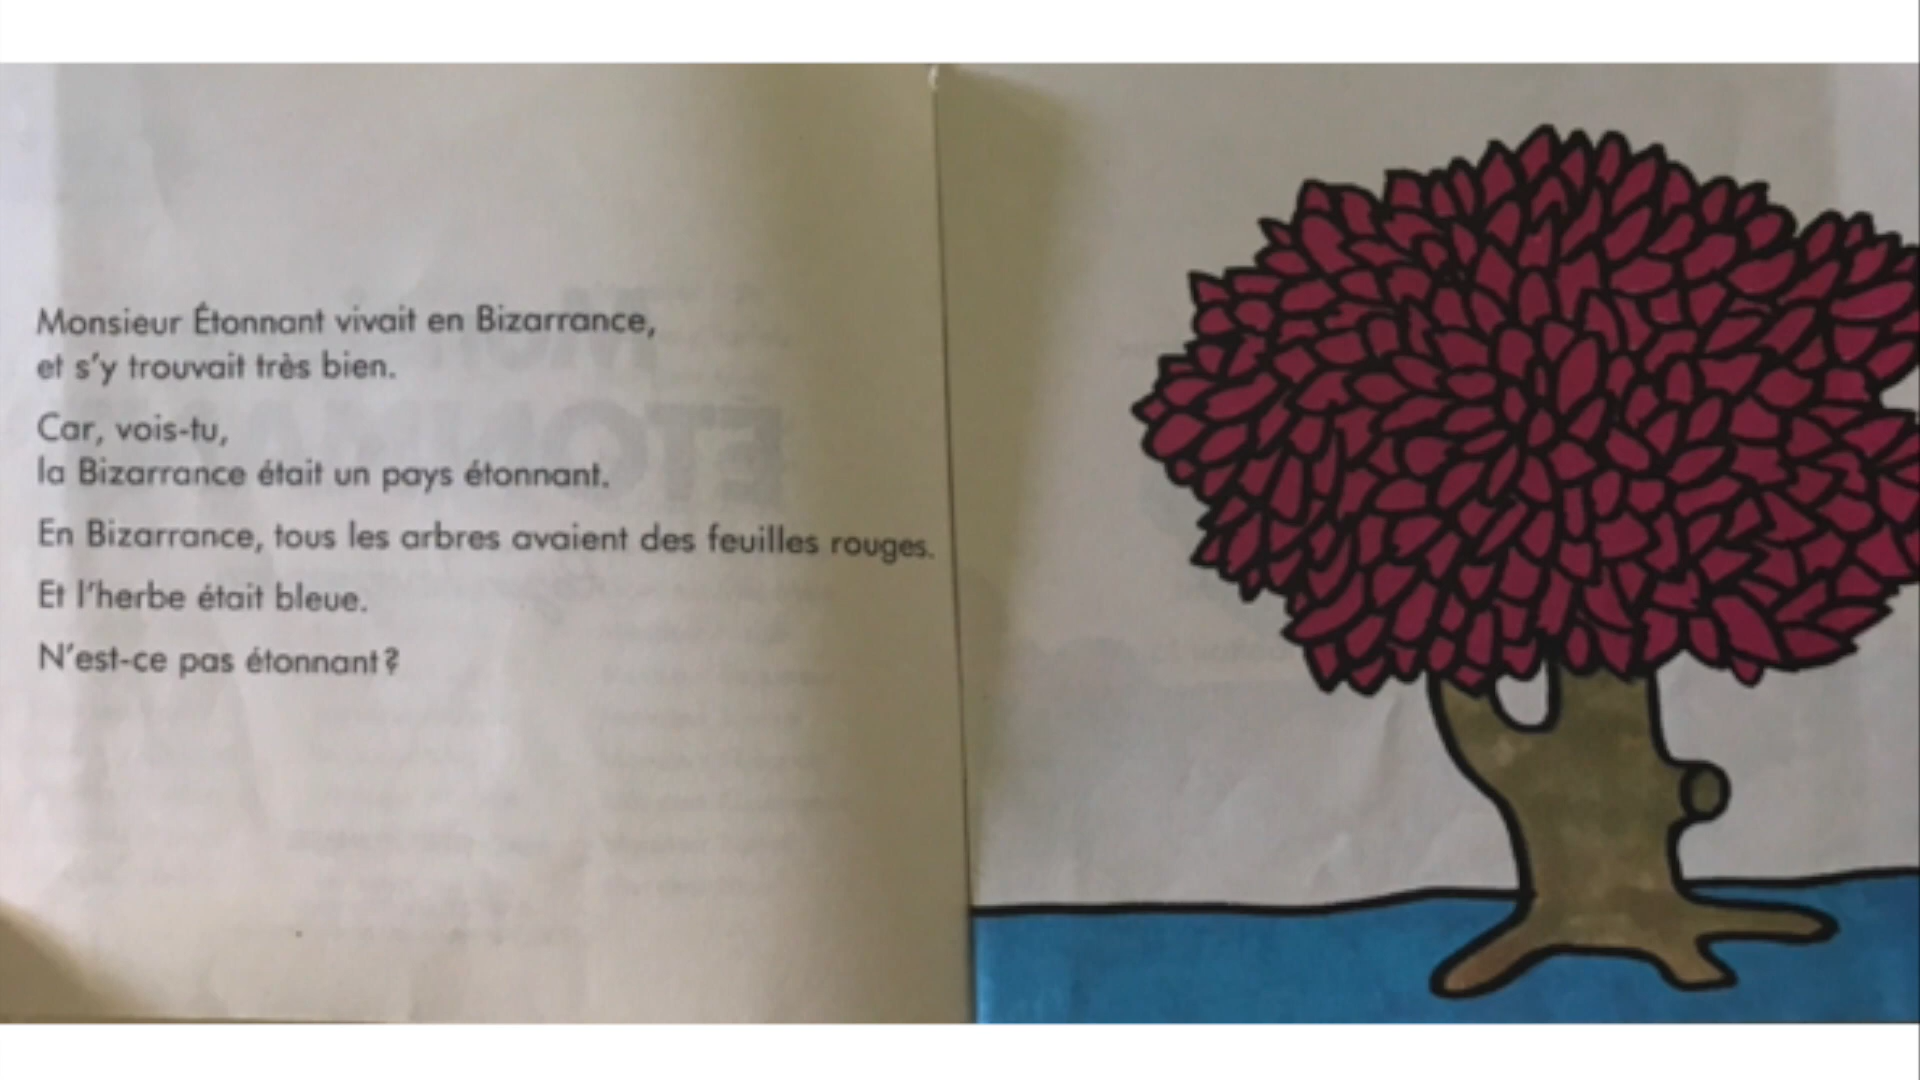 Monsieur Étonnant vivait en Bizarrance,
et s'y trouvait très bien.
Car, vois-tu,
la Bizarrance était un pays étonnant.
En Bizarrance, tous les arbres avaient des feuilles rouges.
Et l'herbe était bleue.
N'est-ce pas étonnant?